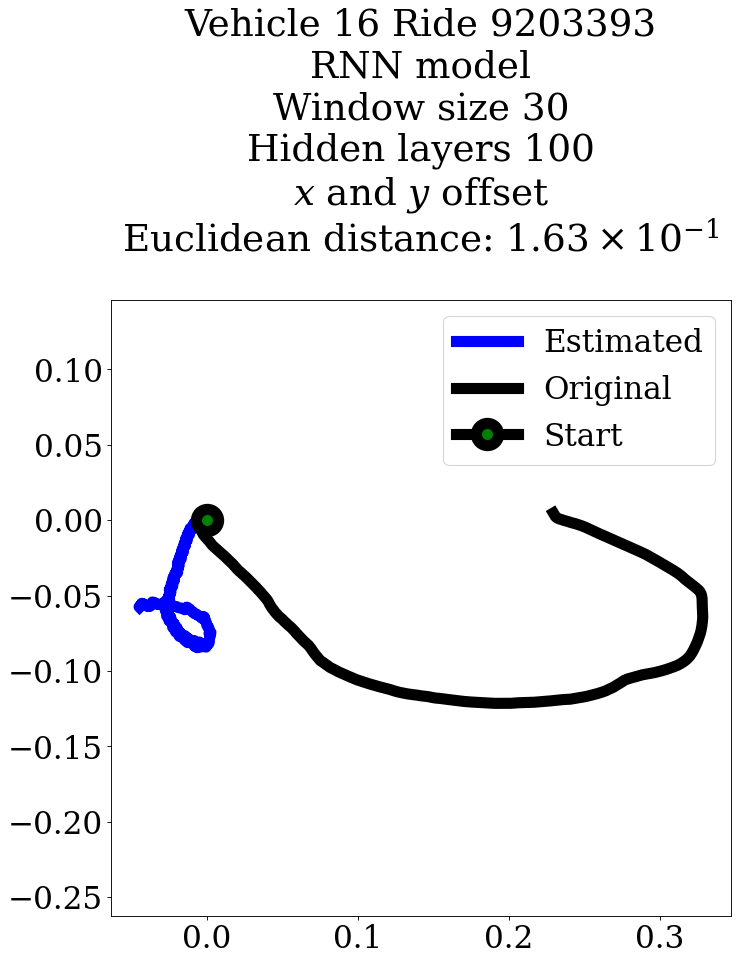 Vehicle 16 Ride 9203393
RNN model
Window size 30
Hidden layers 100
x and y offset
Euclidean distance: 1.63 × 10⁻¹
Estimated
Original
Start
0.10
0.05
0.00
−0.05
−0.10
−0.15
−0.20
−0.25
0.0 0.1 0.2 0.3